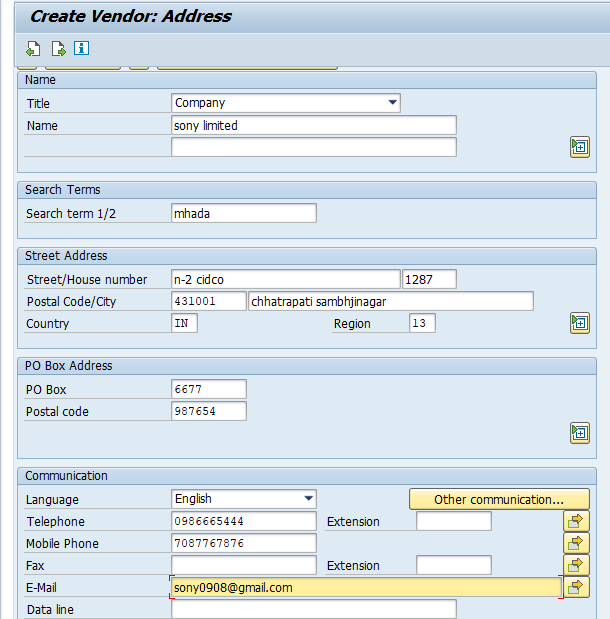 Create Vendor: Address
Name
Title Company
Name sony limited
Search Terms
Search term 1/2 mhada
Street Address
Street/House number n-2 cidco 1287
Postal Code/City 431001 chhatrapati sambhjinagar
Country IN Region 13
PO Box Address
PO Box 6677
Postal code 987654
Communication
Language English Other communication...
Telephone 0986665444 Extension
Mobile Phone 7087767876
Fax Extension
E-Mail sony0908@gmail.com
Data line